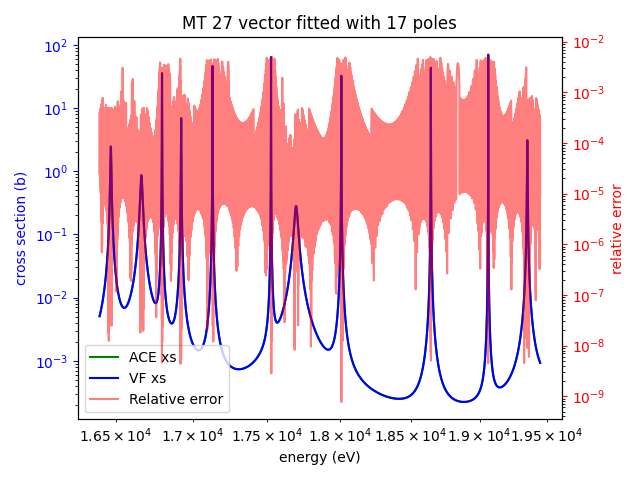 MT 27 vector fitted with 17 poles
10²
10¹
10⁰
10⁻¹
10⁻²
10⁻³
cross section (b)
10⁻²
10⁻³
10⁻⁴
10⁻⁵
10⁻⁶
10⁻⁷
10⁻⁸
10⁻⁹
relative error
ACE xs
VF xs
Relative error
1.65 × 10⁴ 1.7 × 10⁴ 1.75 × 10⁴ 1.8 × 10⁴ 1.85 × 10⁴ 1.9 × 10⁴ 1.95 × 10⁴
energy (eV)